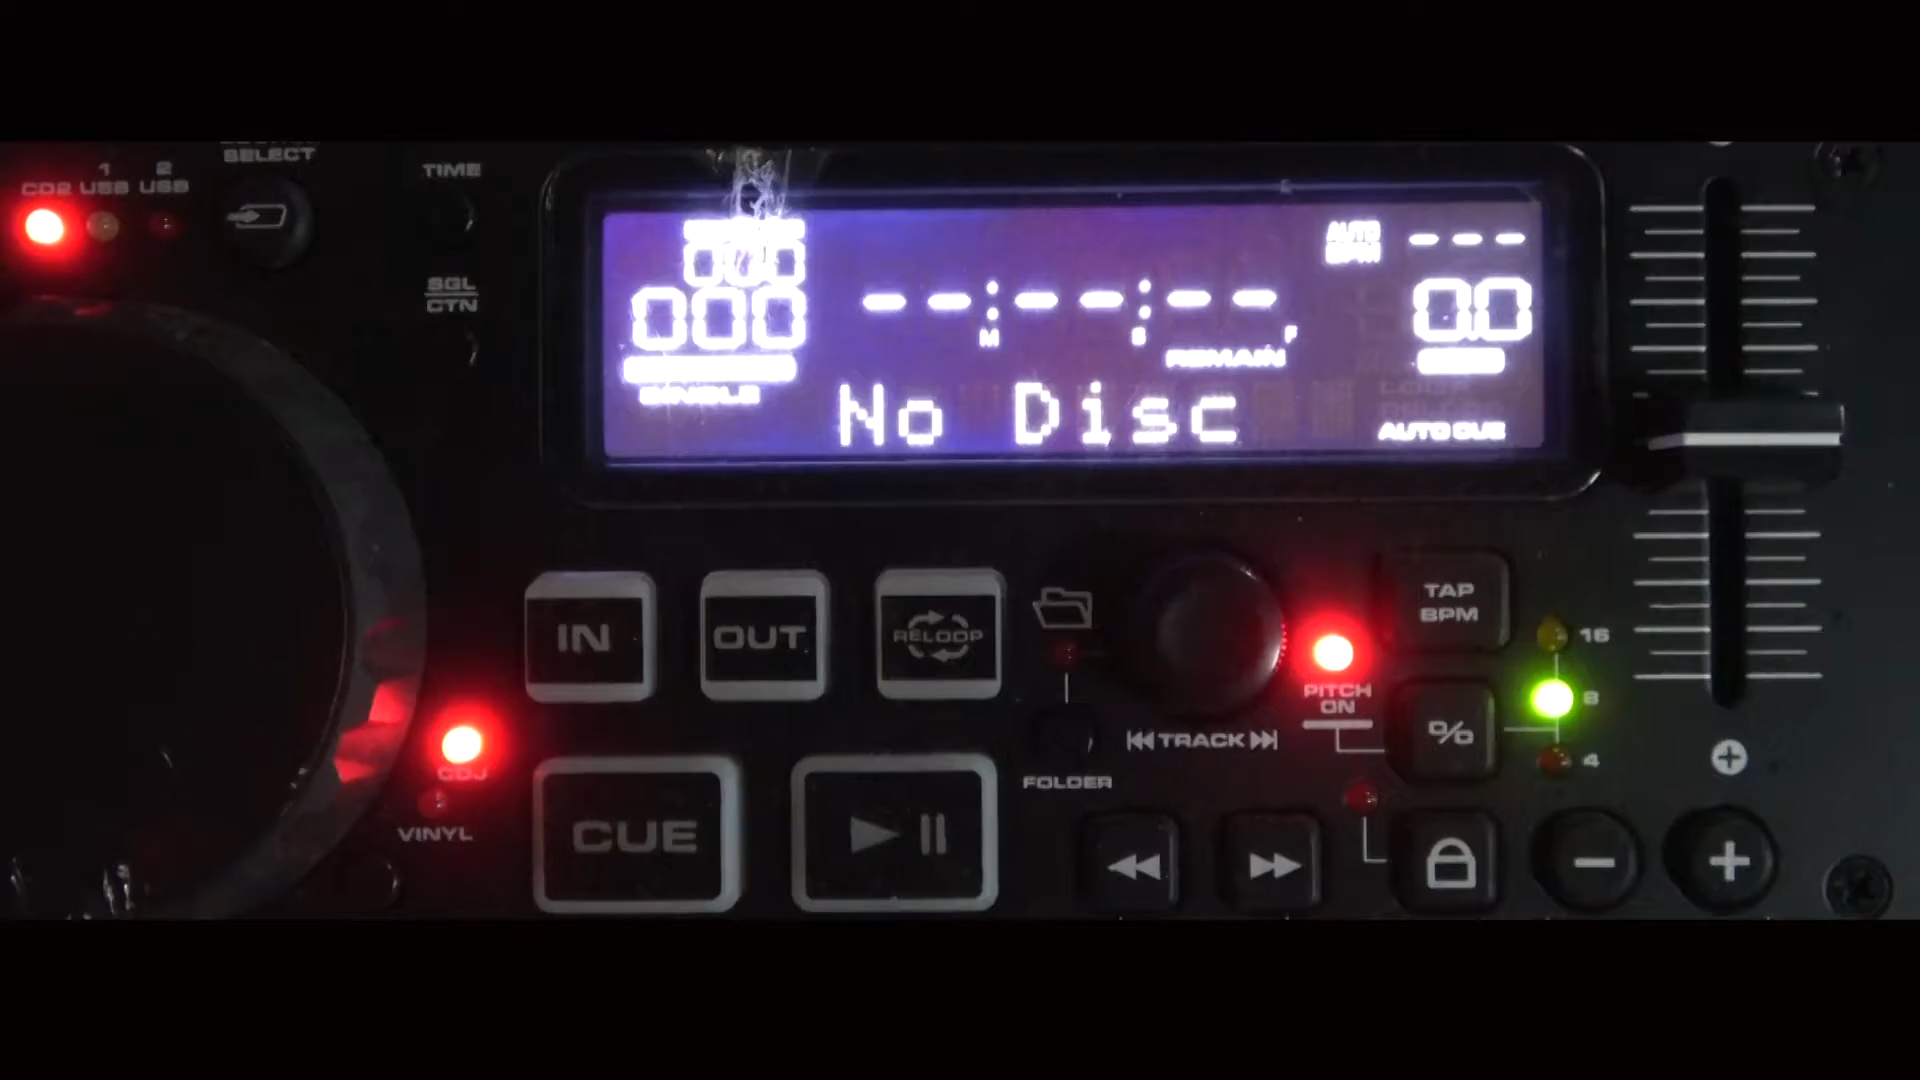 SELECT
1 2
CD2 USB USB
TIME
SGL
CTN
000
000
SINGLE
--:--:--
M S F
REMAIN
No Disc
AUTO
BPM
---
0.0
AUTO CUE
IN
OUT
RELOOP
TAP
BPM
16
8
4
PITCH
ON
%
TRACK
FOLDER
CDJ
VINYL
CUE